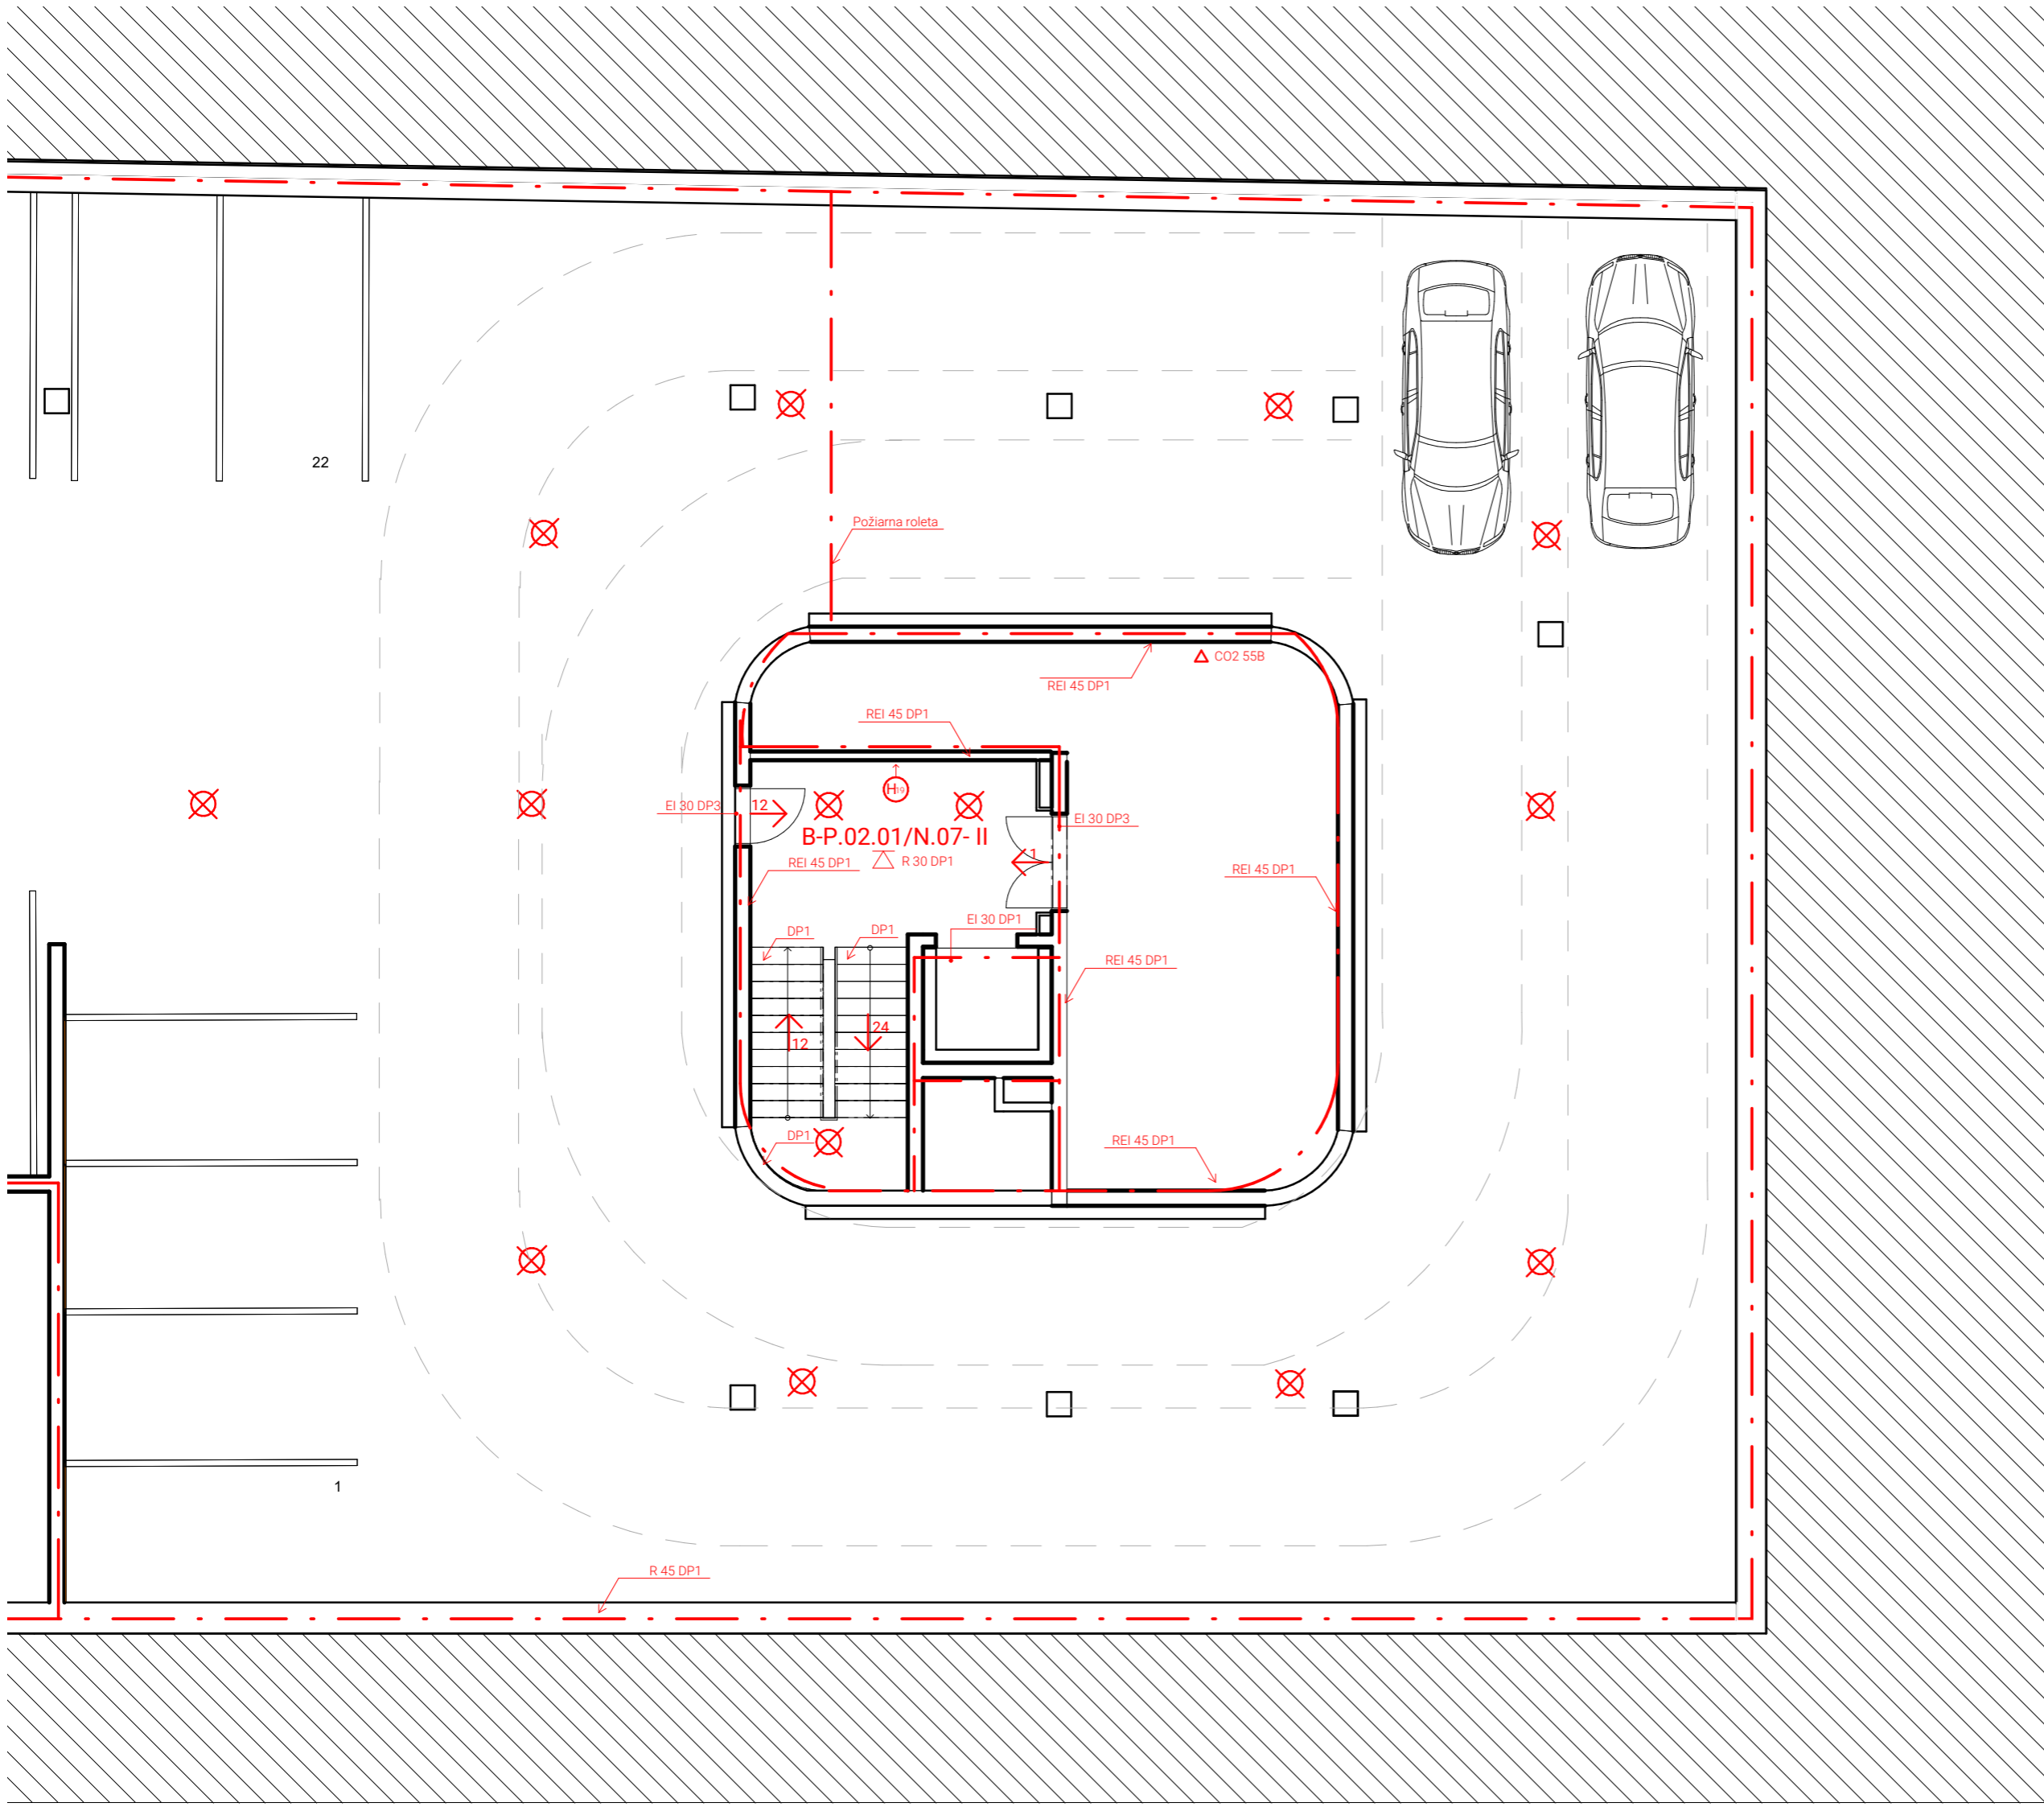 22
Požiarna roleta
CO2 55B
REI 45 DP1
REI 45 DP1
H19
EI 30 DP3
12
EI 30 DP3
B-P.02.01/N.07- II
1
R 30 DP1
REI 45 DP1
REI 45 DP1
EI 30 DP1
DP1
DP1
REI 45 DP1
24
12
DP1
REI 45 DP1
1
R 45 DP1